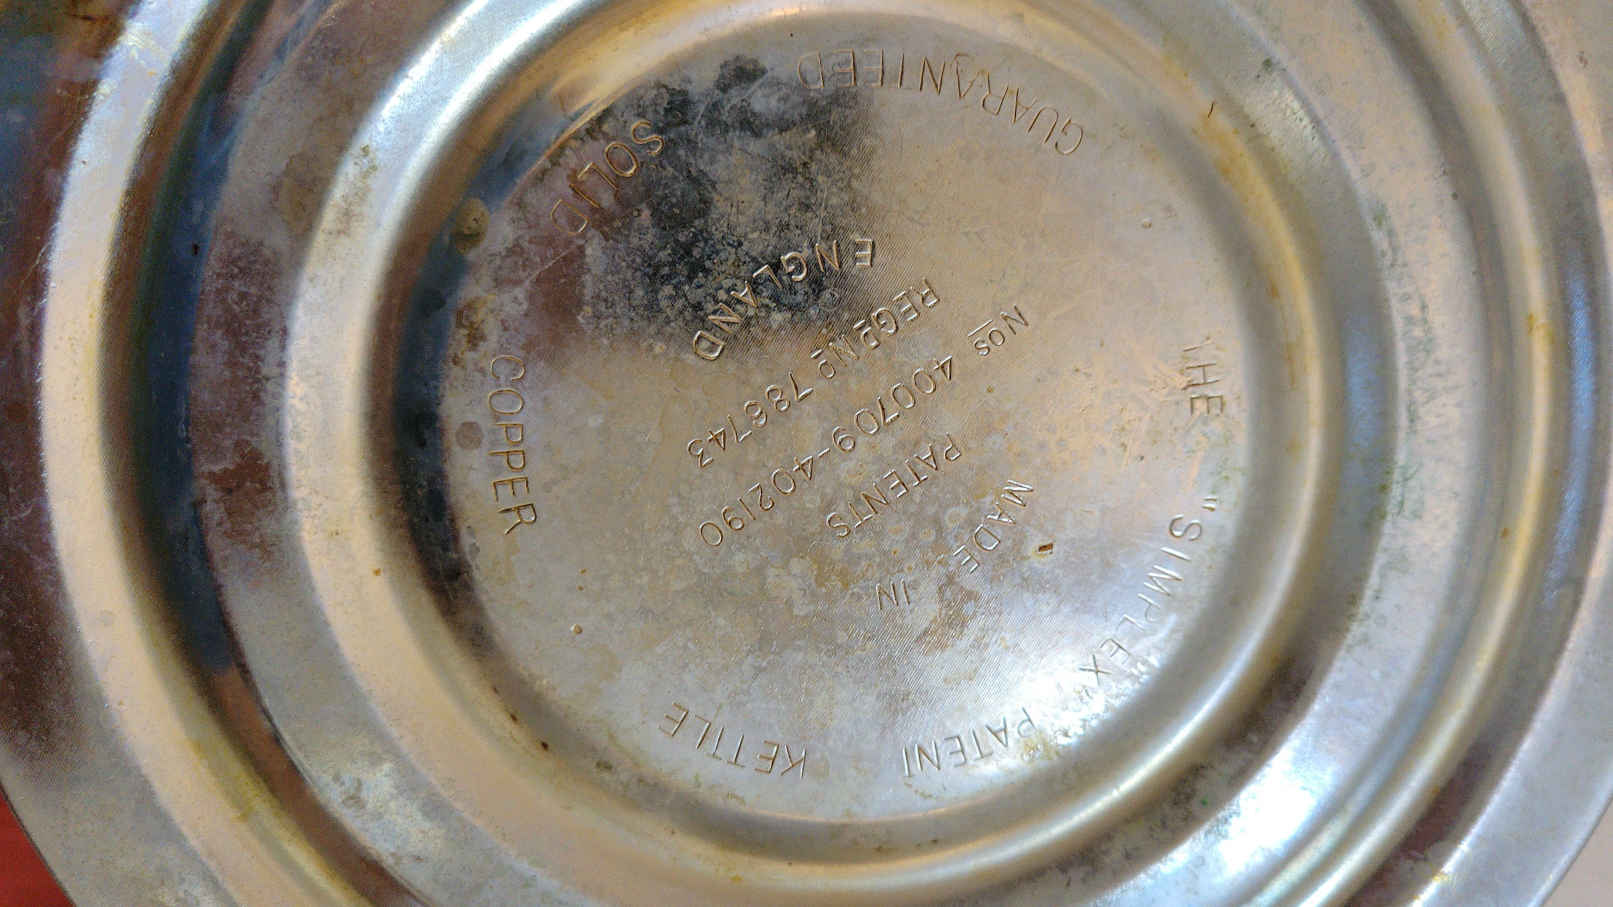 THE "SIMPLEX" PATENT KETTLE
MADE IN
PATENTS
Nos 400709-402190
REGD No 786743
ENGLAND
GUARANTEED SOLID COPPER